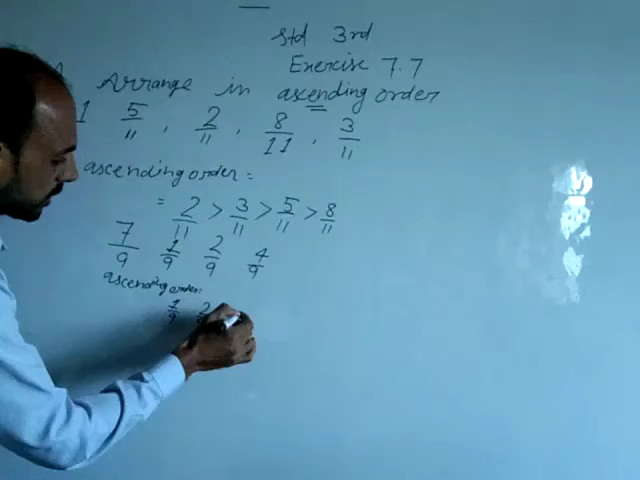 Std 3rd
Exercise 7.7
Arrange in ascending order
1 5/11, 2/11, 8/11, 3/11
ascending order =
= 2/11 > 3/11 > 5/11 > 8/11
7/9 1/9 2/9 4/9
ascending order:
1/9 2